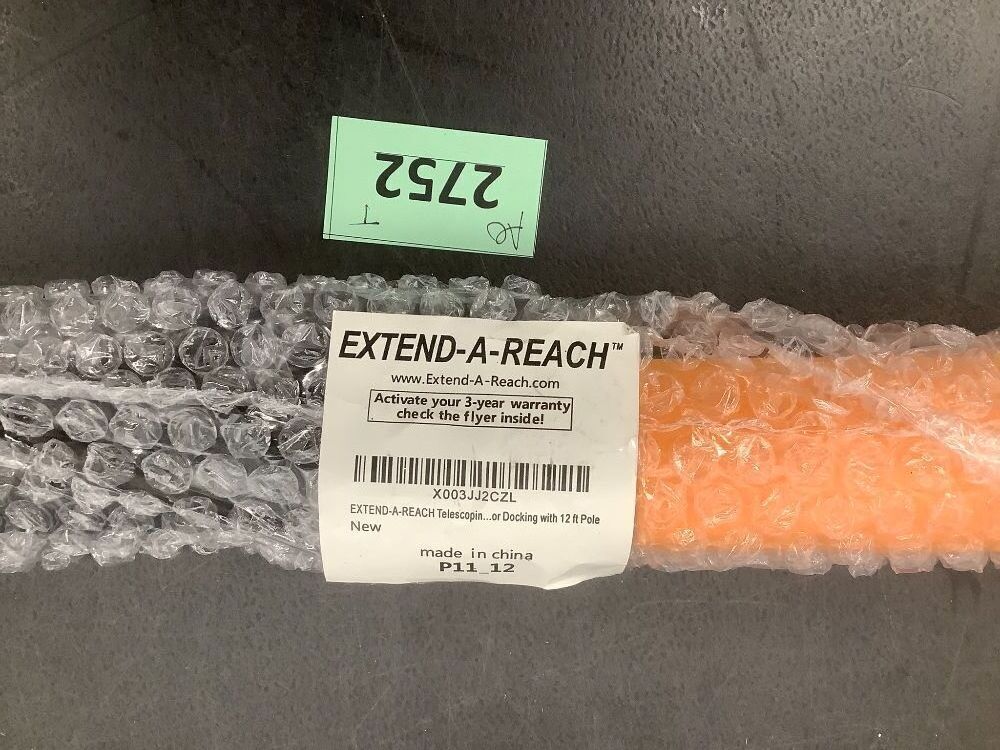 2752
T
AQ
EXTEND-A-REACH™
www.Extend-A-Reach.com
Activate your 3-year warranty
check the flyer inside!
X003JJ2CZL
EXTEND-A-REACH Telescopin...or Docking with 12 ft Pole
New
made in china
P11_12